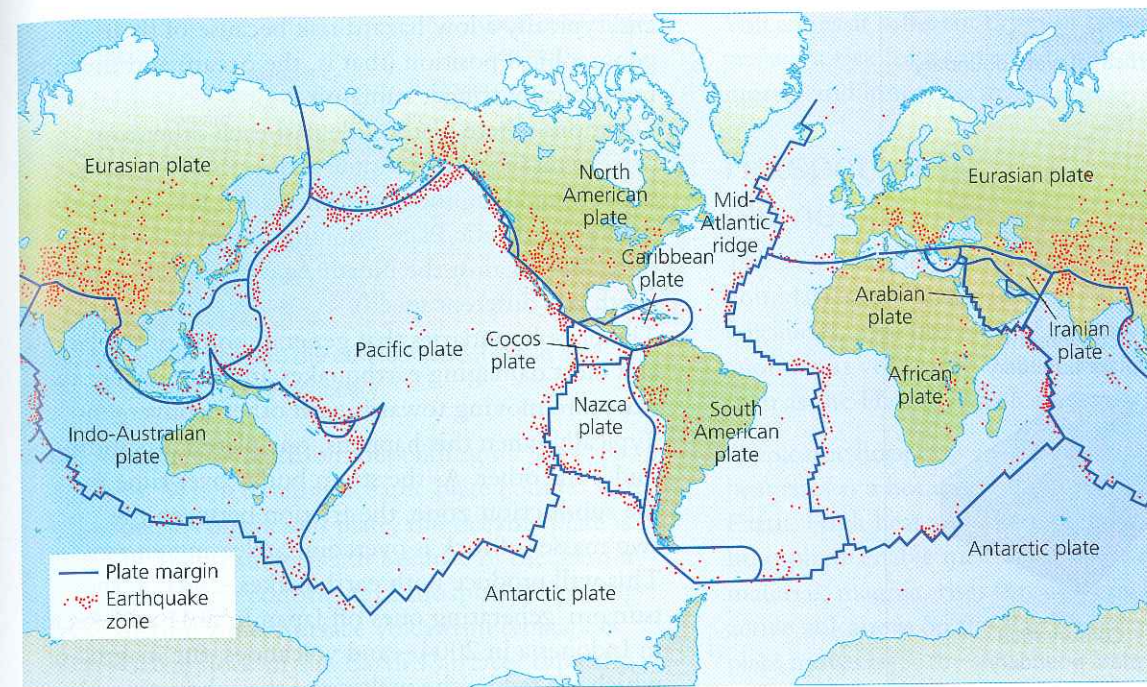 Eurasian plate
North
American
plate
Mid-
Atlantic
ridge
Eurasian plate
Caribbean
plate
Arabian
plate
Iranian
plate
Pacific plate
Cocos
plate
African
plate
Nazca
plate
South
American
plate
Indo-Australian
plate
Antarctic plate
Antarctic plate
Plate margin
Earthquake
zone